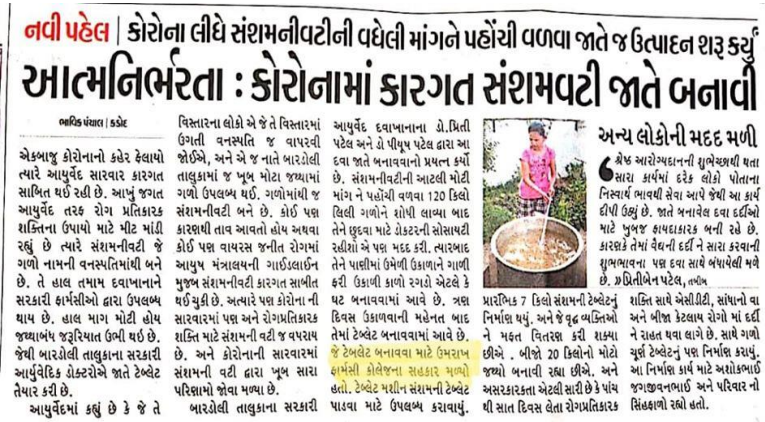 નવી પહેલ | કોરોના લીધે સંશમનીવટીની વધેલી માંગને પહોંચી વળવા જાતે જ ઉત્પાદન શરૂ કર્યું
આત્મનિર્ભરતા : કોરોનામાં કારગત સંશમવટી જાતે બનાવી
ભાવિક પંચાલ | કડોદ
એકબાજુ કોરોનાનો કહેર ફેલાયો
ત્યારે આયુર્વેદ સારવાર કારગત
સાબિત થઈ રહી છે. આખું જગત
આયુર્વેદ તરફ રોગ પ્રતિકારક
શક્તિના ઉપાયો માટે મીટ માંડી
રહ્યું છે ત્યારે સંશમનીવટી જે
ગળો નામની વનસ્પતિમાંથી બને
છે. તે હાલ તમામ દવાખાનાને
સરકારી ફાર્મસીઓ દ્વારા ઉપલબ્ધ
થાય છે. હાલ માગ મોટી હોય
જથ્થાબંધ જરૂરિયાત ઉભી થઇ છે.
જેથી બારડોલી તાલુકાના સરકારી
આયુર્વેદિક ડોક્ટરોએ જાતે ટેબ્લેટ
તૈયાર કરી છે.
આયુર્વેદમાં કહ્યું છે કે જે તે
વિસ્તારના લોકો એ જે તે વિસ્તારમાં
ઉગતી વનસ્પતિ જ વાપરવી
જોઈએ, અને એ જ નાતે બારડોલી
તાલુકામાં જ ખૂબ મોટા જથ્થામાં
ગળો ઉપલબ્ધ થઈ. ગળોમાંથી જ
સંશમનીવટી બને છે. કોઈ પણ
કારણથી તાવ આવતો હોય અથવા
કોઈ પણ વાયરસ જનીત રોગમાં
આયુષ મંત્રાલયની ગાઈડલાઈન
મુજબ સંશમનીવટી કારગત સાબીત
થઈ ચુકી છે. અત્યારે પણ કોરોના ની
સારવારમાં પણ અને રોગપ્રતિકારક
શક્તિ માટે સંશમની વટી જ વપરાય
છે. અને કોરોના ની સારવારમાં
સંશમની વટી દ્વારા ખૂબ સારા
પરિણામો જોવા મળ્યા છે.
બારડોલી તાલુકાના સરકારી
આયુર્વેદ દવાખાનાના ડો.પ્રિતી
પટેલ અને ડો પીયૂષ પટેલ દ્વારા આ
દવા જાતે બનાવવાનો પ્રયત્ન કર્યો
છે. સંશમનીવટીની આટલી મોટી
માંગ ને પહોંચી વળવા 120 કિલો
લિલી ગળોને શોપી લાવ્યા બાદ
તેને છુદવા માટે ડોક્ટરની સોસાયટી
રહીશો એ પણ મદદ કરી. ત્યારબાદ
તેને પાણીમાં ઉમેળી ઉકાળાને ગાળી
ફરી ઉકાળી કાળો રગડો એટલે કે
ઘટ બનાવવામાં આવે છે. ત્રણ
દિવસ ઉકાળવાની મહેનત બાદ
તેમાં ટેબ્લેટ બનાવવામાં આવે છે.
જે ટેબલેટ બનાવવા માટે ઉમરાખ
ફાર્મસી કોલેજના સહકાર મળ્યો
હતો. ટેબ્લેટ મશીન સંશમની ટેબ્લેટ
પાડવા માટે ઉપલબ્ધ કરાવાયું.
પ્રારંભિક 7 કિલો સંશમની ટેબ્લેટનું
નિર્માણ થયું. અને જે વૃદ્ધ વ્યક્તિઓ
ને મફત વિતરણ કરી શક્યા
છીએ . બીજો 20 કિલોનો મોટો
જથ્થો બનાવી રહ્યા છીએ. અને
અસરકારકતા એટલી સારી છે કે પાંચ
થી સાત દિવસ લેતા રોગપ્રતિકારક
અન્ય લોકોની મદદ મળી
શ્રેષ્ઠ આરોગ્યદાનની શુભેચ્છાથી થતા
સારા કાર્યમાં દરેક લોકો પોતાના
નિસ્વાર્થ ભાવથી સેવા આપે જેથી આ કાર્ય
દીપી ઉઠ્યું છે. જાતે બનાવેલ દવા દર્દીઓ
માટે ખુબજ ફાયદાકારક બની રહે છે.
કારણકે તેમાં વૈદ્યની દર્દી ને સારા કરવાની
શુભભાવના પણ દવા સાથે બંધાયેલી મળે
છે. » પ્રિતીબેન પટેલ, તબીબ
શક્તિ સાથે એસીડીટી, સાંધાનો વા
અને બીજા કેટલાય રોગો માં દર્દી
ને રાહત થવા લાગે છે. સાથે ગળો
ચૂર્ણ ટેબ્લેટનું પણ નિર્માણ કરાયું.
આ નિર્માણ કાર્ય માટે અશોકભાઈ
જગજીવનભાઈ અને પરિવાર નો
સિંહફાળો રહ્યો હતો.